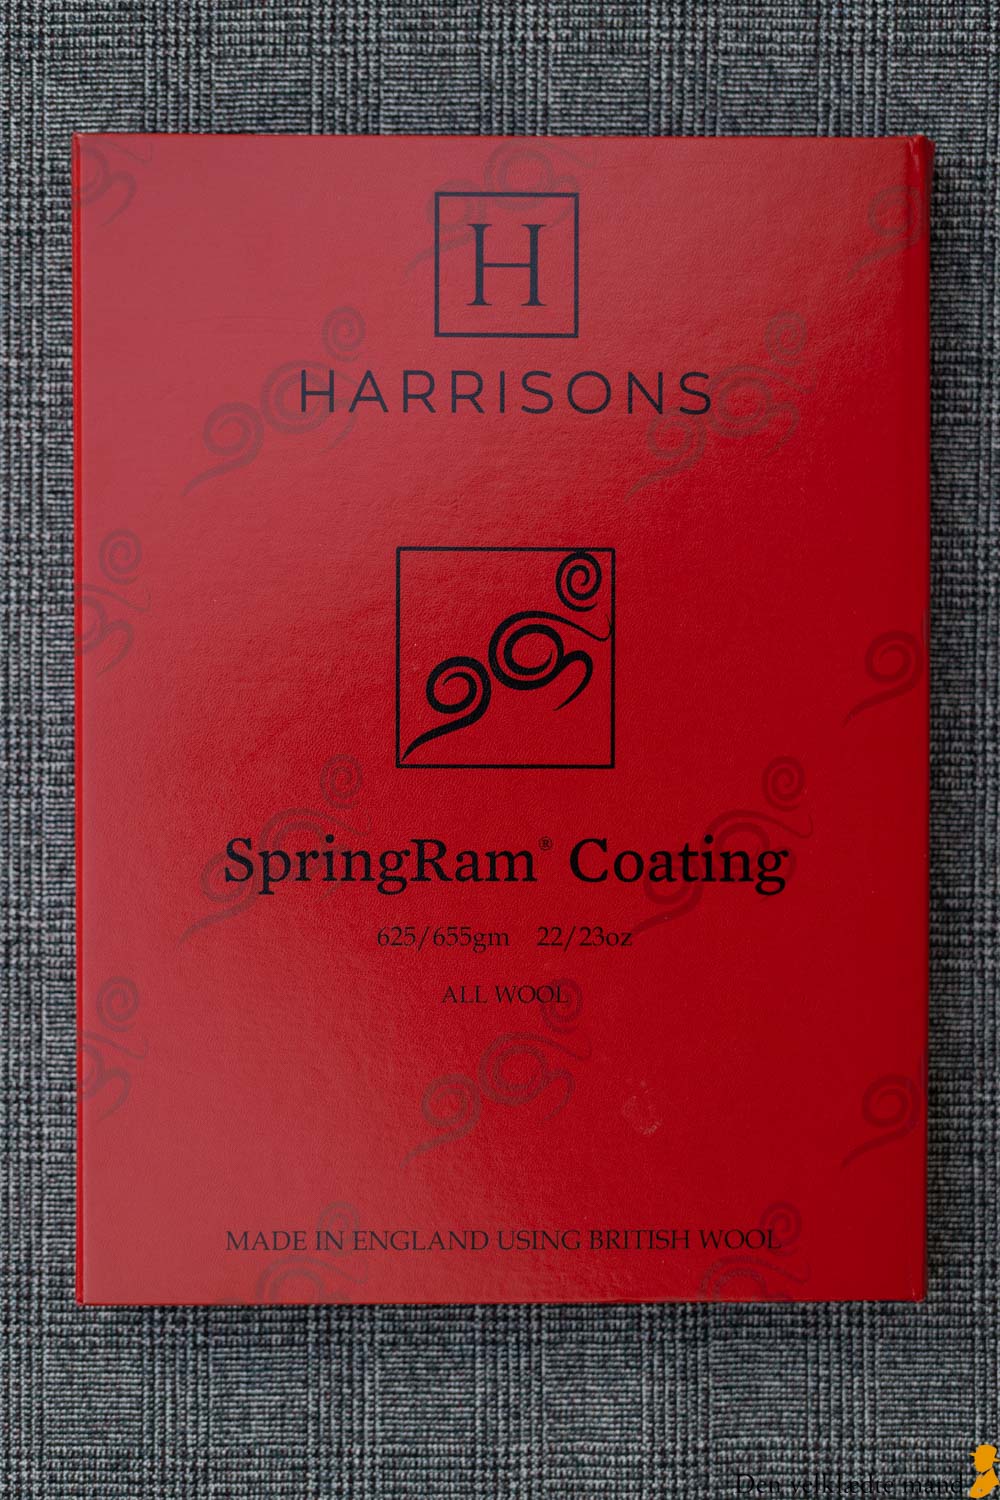 H
HARRISONS
SpringRam® Coating
625/655gm 22/23oz
ALL WOOL
MADE IN ENGLAND USING BRITISH WOOL
Den velklædte mand